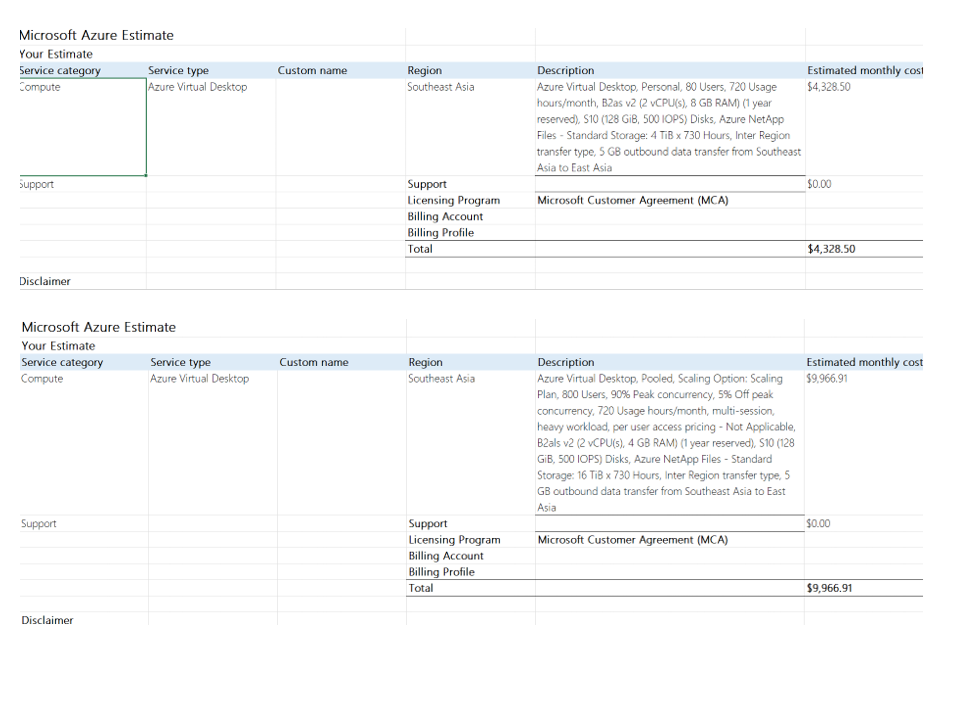 Microsoft Azure Estimate
Your Estimate
Service category Service type Custom name Region Description Estimated monthly cost
Compute Azure Virtual Desktop Southeast Asia Azure Virtual Desktop, Personal, 80 Users, 720 Usage $4,328.50
hours/month, B2as v2 (2 vCPU(s), 8 GB RAM) (1 year
reserved), S10 (128 GiB, 500 IOPS) Disks, Azure NetApp
Files - Standard Storage: 4 TiB x 730 Hours, Inter Region
transfer type, 5 GB outbound data transfer from Southeast
Asia to East Asia
Support Support $0.00
Licensing Program Microsoft Customer Agreement (MCA)
Billing Account
Billing Profile
Total $4,328.50
Disclaimer
Microsoft Azure Estimate
Your Estimate
Service category Service type Custom name Region Description Estimated monthly cost
Compute Azure Virtual Desktop Southeast Asia Azure Virtual Desktop, Pooled, Scaling Option: Scaling $9,966.91
Plan, 800 Users, 90% Peak concurrency, 5% Off peak
concurrency, 720 Usage hours/month, multi-session,
heavy workload, per user access pricing - Not Applicable,
B2als v2 (2 vCPU(s), 4 GB RAM) (1 year reserved), S10 (128
GiB, 500 IOPS) Disks, Azure NetApp Files - Standard
Storage: 16 TiB x 730 Hours, Inter Region transfer type, 5
GB outbound data transfer from Southeast Asia to East
Asia
Support Support $0.00
Licensing Program Microsoft Customer Agreement (MCA)
Billing Account
Billing Profile
Total $9,966.91
Disclaimer